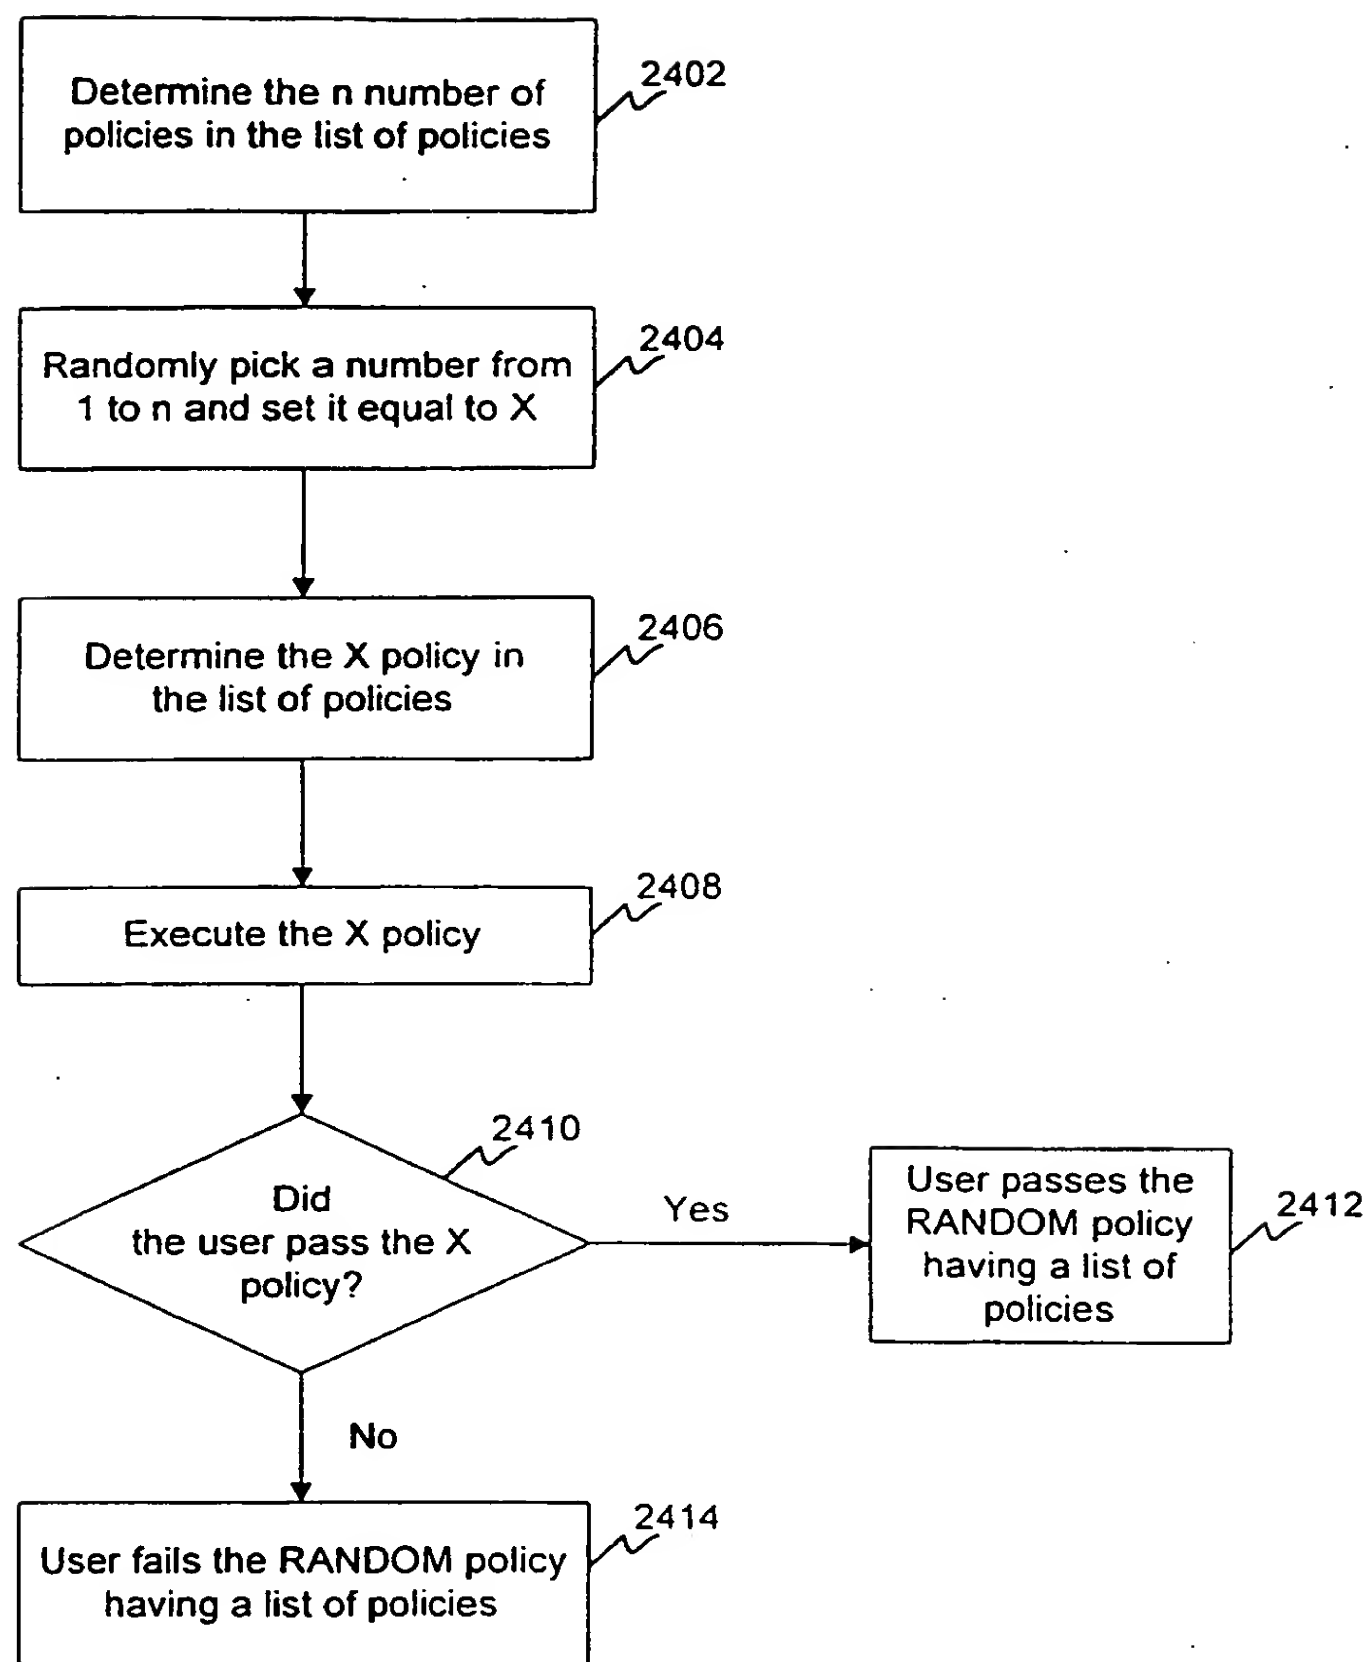 Determine the n number of
policies in the list of policies
2402
Randomly pick a number from
1 to n and set it equal to X
2404
Determine the X policy in
the list of policies
2406
Execute the X policy
2408
Did
the user pass the X
policy?
2410
Yes
User passes the
RANDOM policy
having a list of
policies
2412
No
User fails the RANDOM policy
having a list of policies
2414